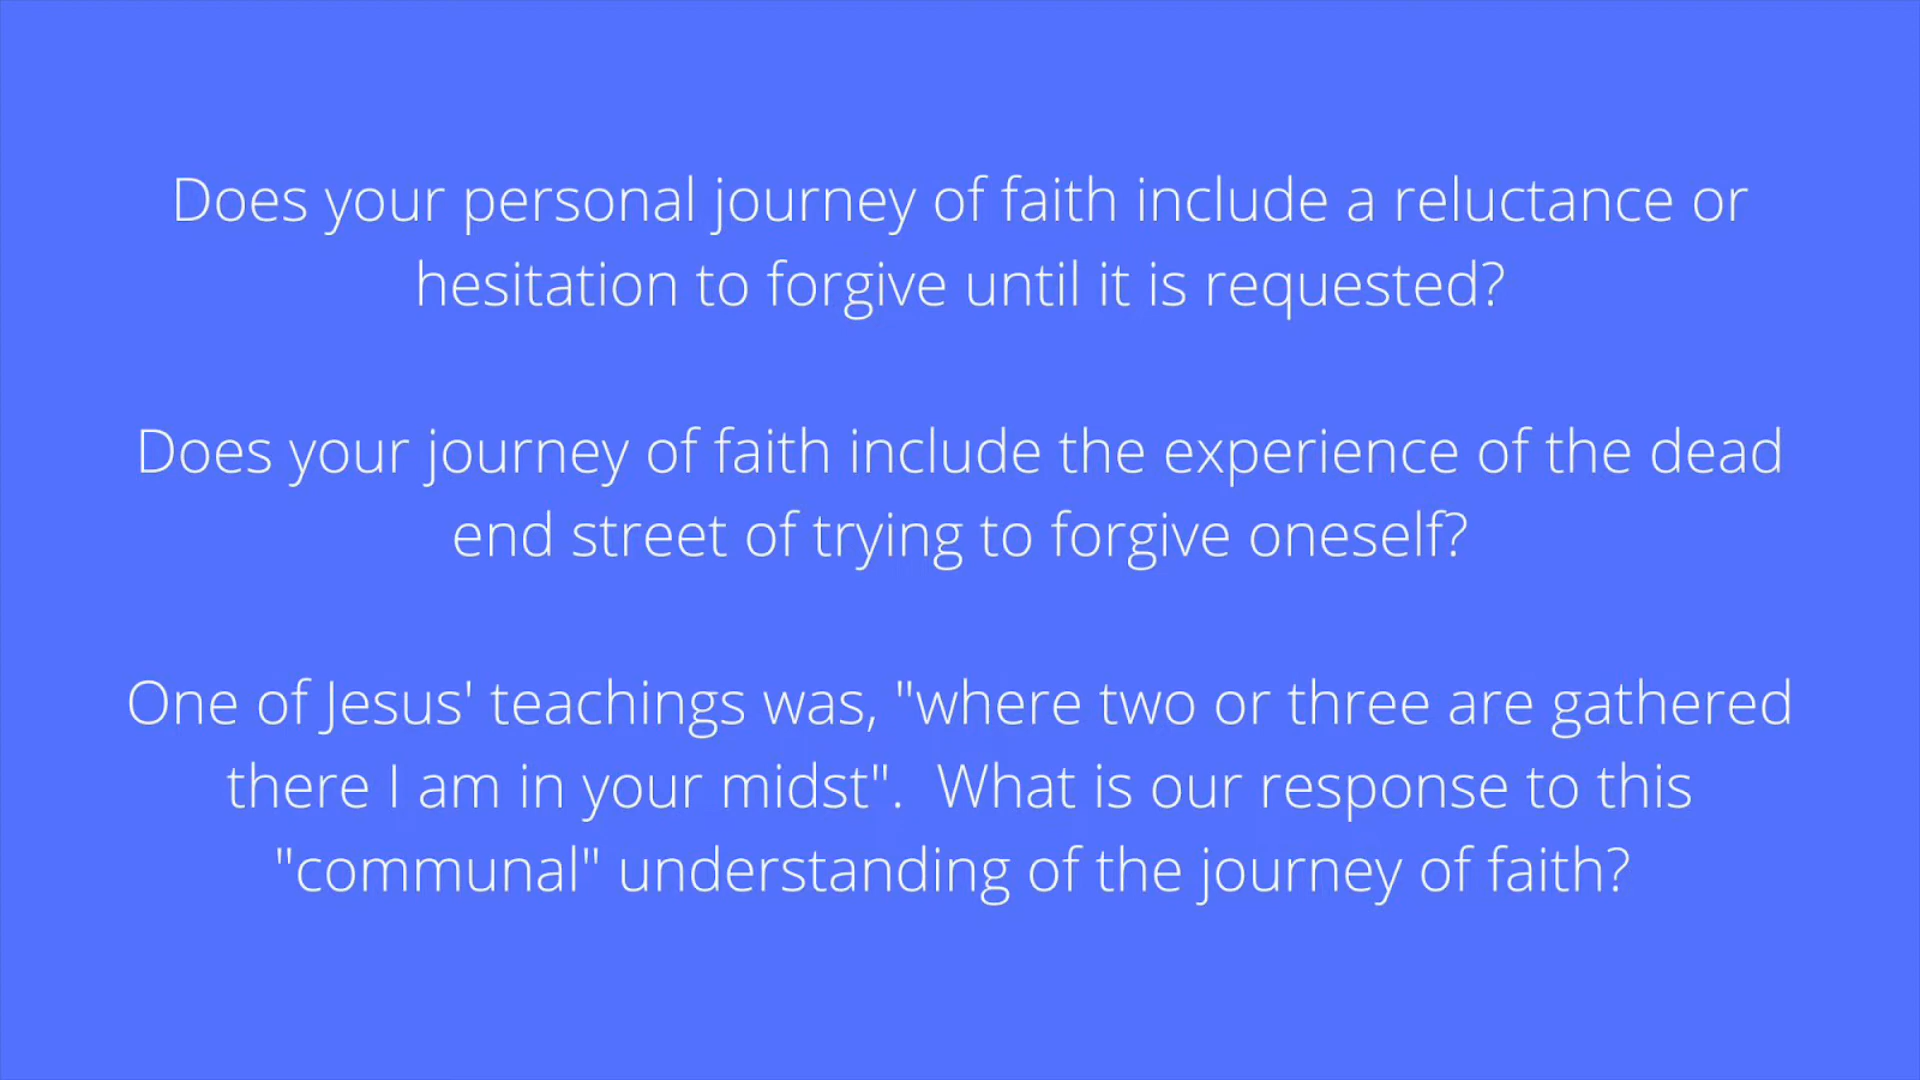 Does your personal journey of faith include a reluctance or
hesitation to forgive until it is requested?
Does your journey of faith include the experience of the dead
end street of trying to forgive oneself?
One of Jesus' teachings was, "where two or three are gathered
there I am in your midst".  What is our response to this
"communal" understanding of the journey of faith?